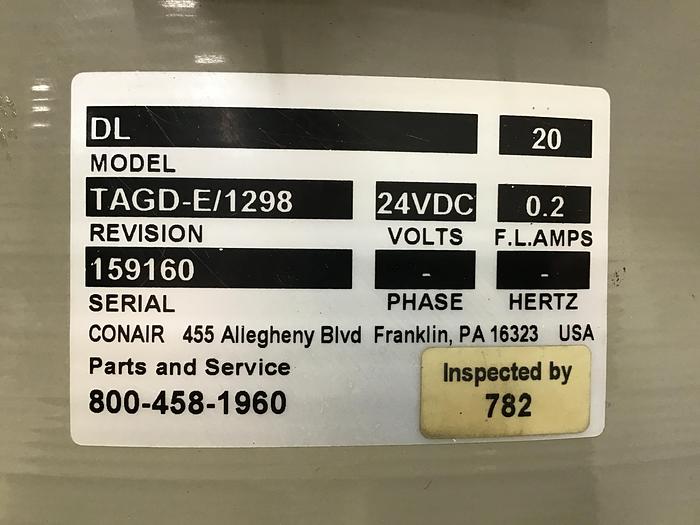 DL 20
MODEL
TAGD-E/1298 24VDC 0.2
REVISION VOLTS F.L.AMPS
159160 - -
SERIAL PHASE HERTZ
CONAIR 455 Allegheny Blvd Franklin, PA 16323 USA
Parts and Service
800-458-1960
Inspected by
782